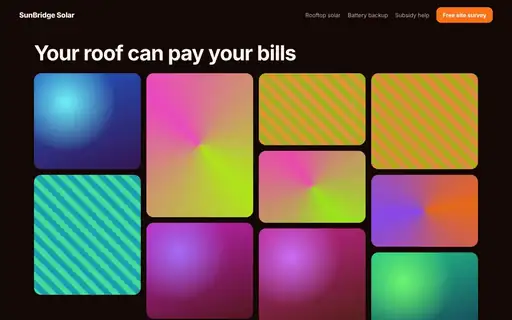 SunBridge Solar
Rooftop solar
Battery backup
Subsidy help
Free site survey
Your roof can pay your bills